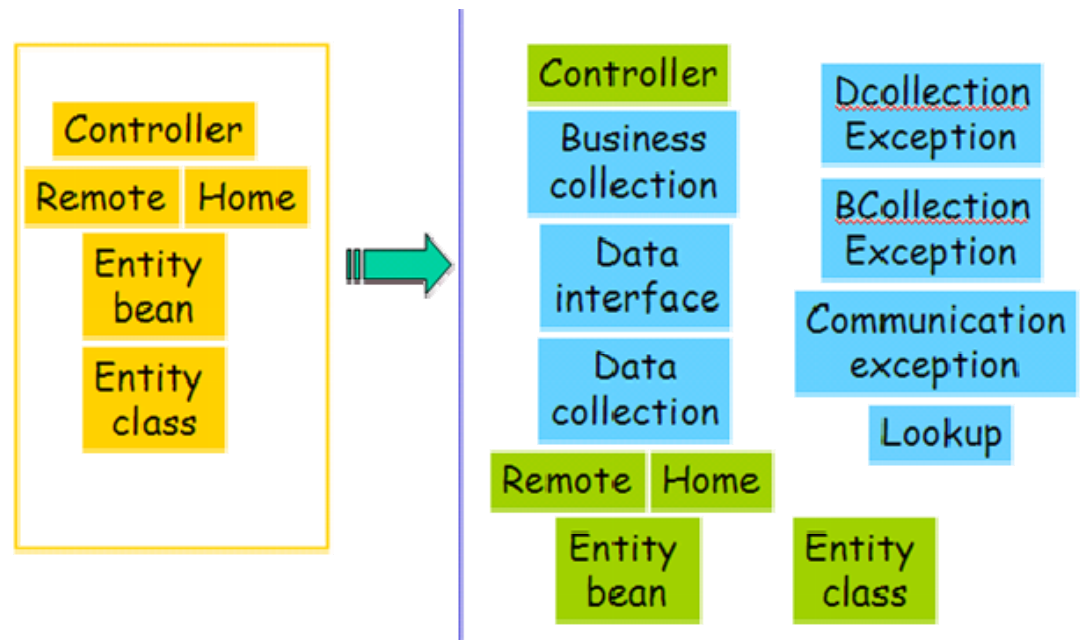 Controller
Remote
Home
Entity
bean
Entity
class
Controller
Business
collection
Data
interface
Data
collection
Remote
Home
Entity
bean
Dcollection
Exception
BCollection
Exception
Communication
exception
Lookup
Entity
class